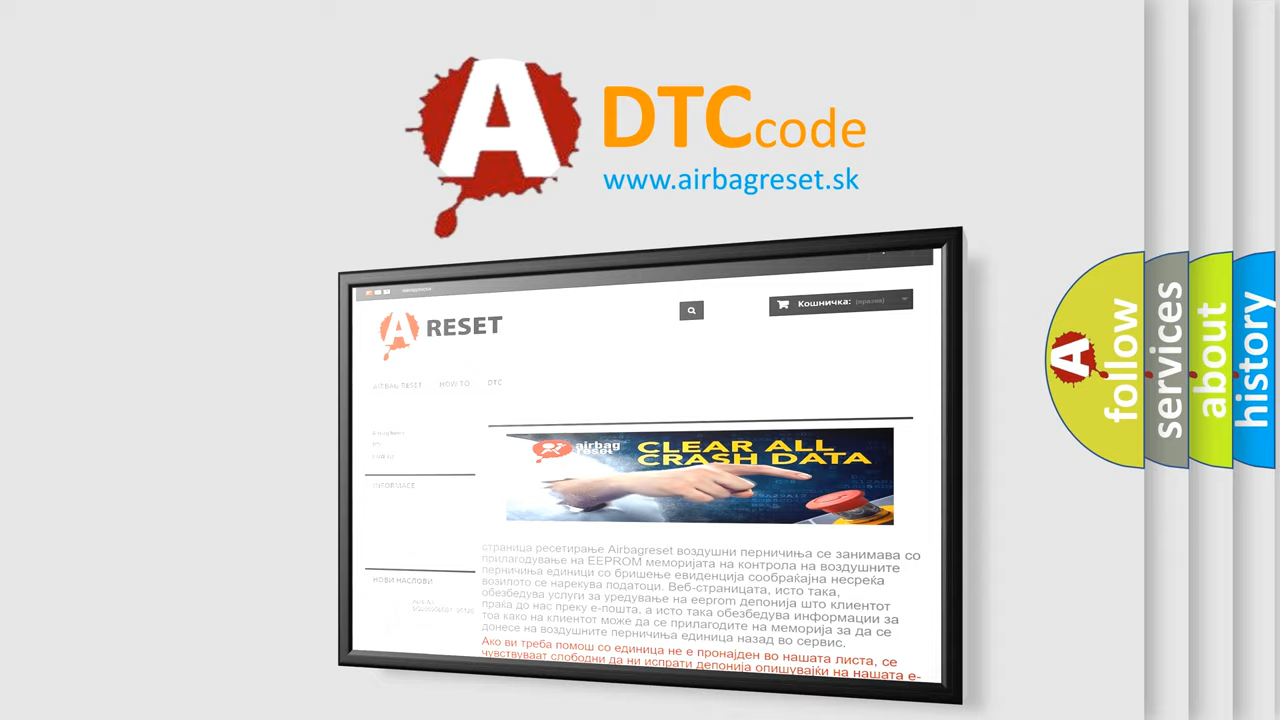 A DTC code
www.airbagreset.sk
A RESET
Кошничка: (празна)
AIRBAG RESET HOW TO DTC
INFORMACE
НОВИ НАСЛОВИ
airbag reset
CLEAR ALL
CRASH DATA
страница ресетирање Airbagreset воздушни перничиња се занимава со
прилагодување на EEPROM меморијата на контрола на воздушните
перничиња единици со бришење евиденција сообраќајна несреќа
возилото се нарекува податоци. Веб-страницата, исто така,
обезбедува услуги за уредување на eeprom депонија што клиентот
праќа до нас преку е-пошта, а исто така обезбедува информации за
тоа како на клиентот може да се прилагодите на меморија за да се
донесе на воздушните перничиња единица назад во сервис.
Ако ви треба помош со единица не е пронајден во нашата листа, се
чувствуваат слободни да ни испрати депонија опишувајќи на нашата е-
A
follow
services
about
history